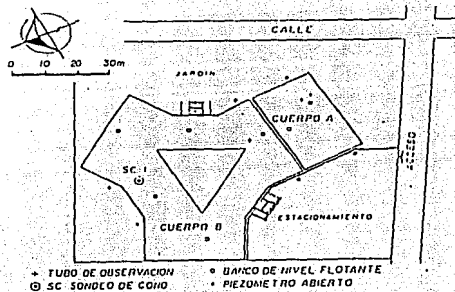 CALLE
0 10 20 30m
JARDIN
CUERPO A
ACCESO
SC-1
ESTACIONAMIENTO
CUERPO B
+ TUBO DE OBSERVACION
BANCO DE NIVEL FLOTANTE
SC SONDEO DE CONO
PIEZOMETRO ABIERTO